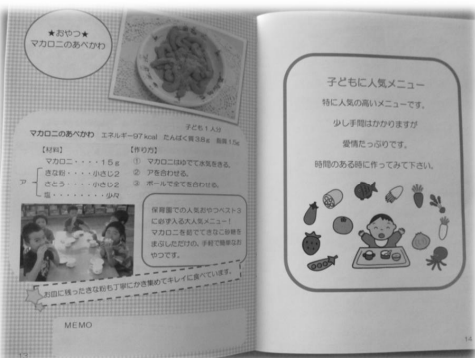 ★おやつ★
マカロニのあべかわ
子ども1人分
マカロニのあべかわ エネルギー97kcal たんぱく質3.8g 脂質1.5g
【材料】
マカロニ・・・・15g
ア
きな粉・・・・小さじ2
さとう・・・・小さじ2
塩・・・・・・・・少々
【作り方】
① マカロニはゆでて水気をきる。
② アを合わせる。
③ ボールで全てを合わせる。
保育園での人気おやつベスト3
に必ず入る大人気メニュー!
マカロニを茹でてきなこ砂糖を
まぶしただけの、手軽で簡単なお
やつです。
お皿に残ったきな粉も丁寧にかき集めてキレイに食べています。
MEMO
13
子どもに人気メニュー
特に人気の高いメニューです。
少し手間はかかりますが
愛情たっぷりです。
時間のある時に作ってみて下さい。
14